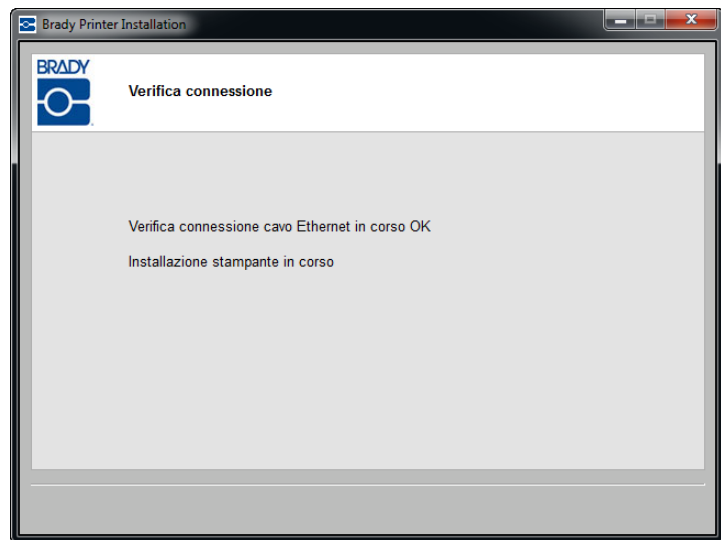 Brady Printer Installation
BRADY
Verifica connessione
Verifica connessione cavo Ethernet in corso OK
Installazione stampante in corso